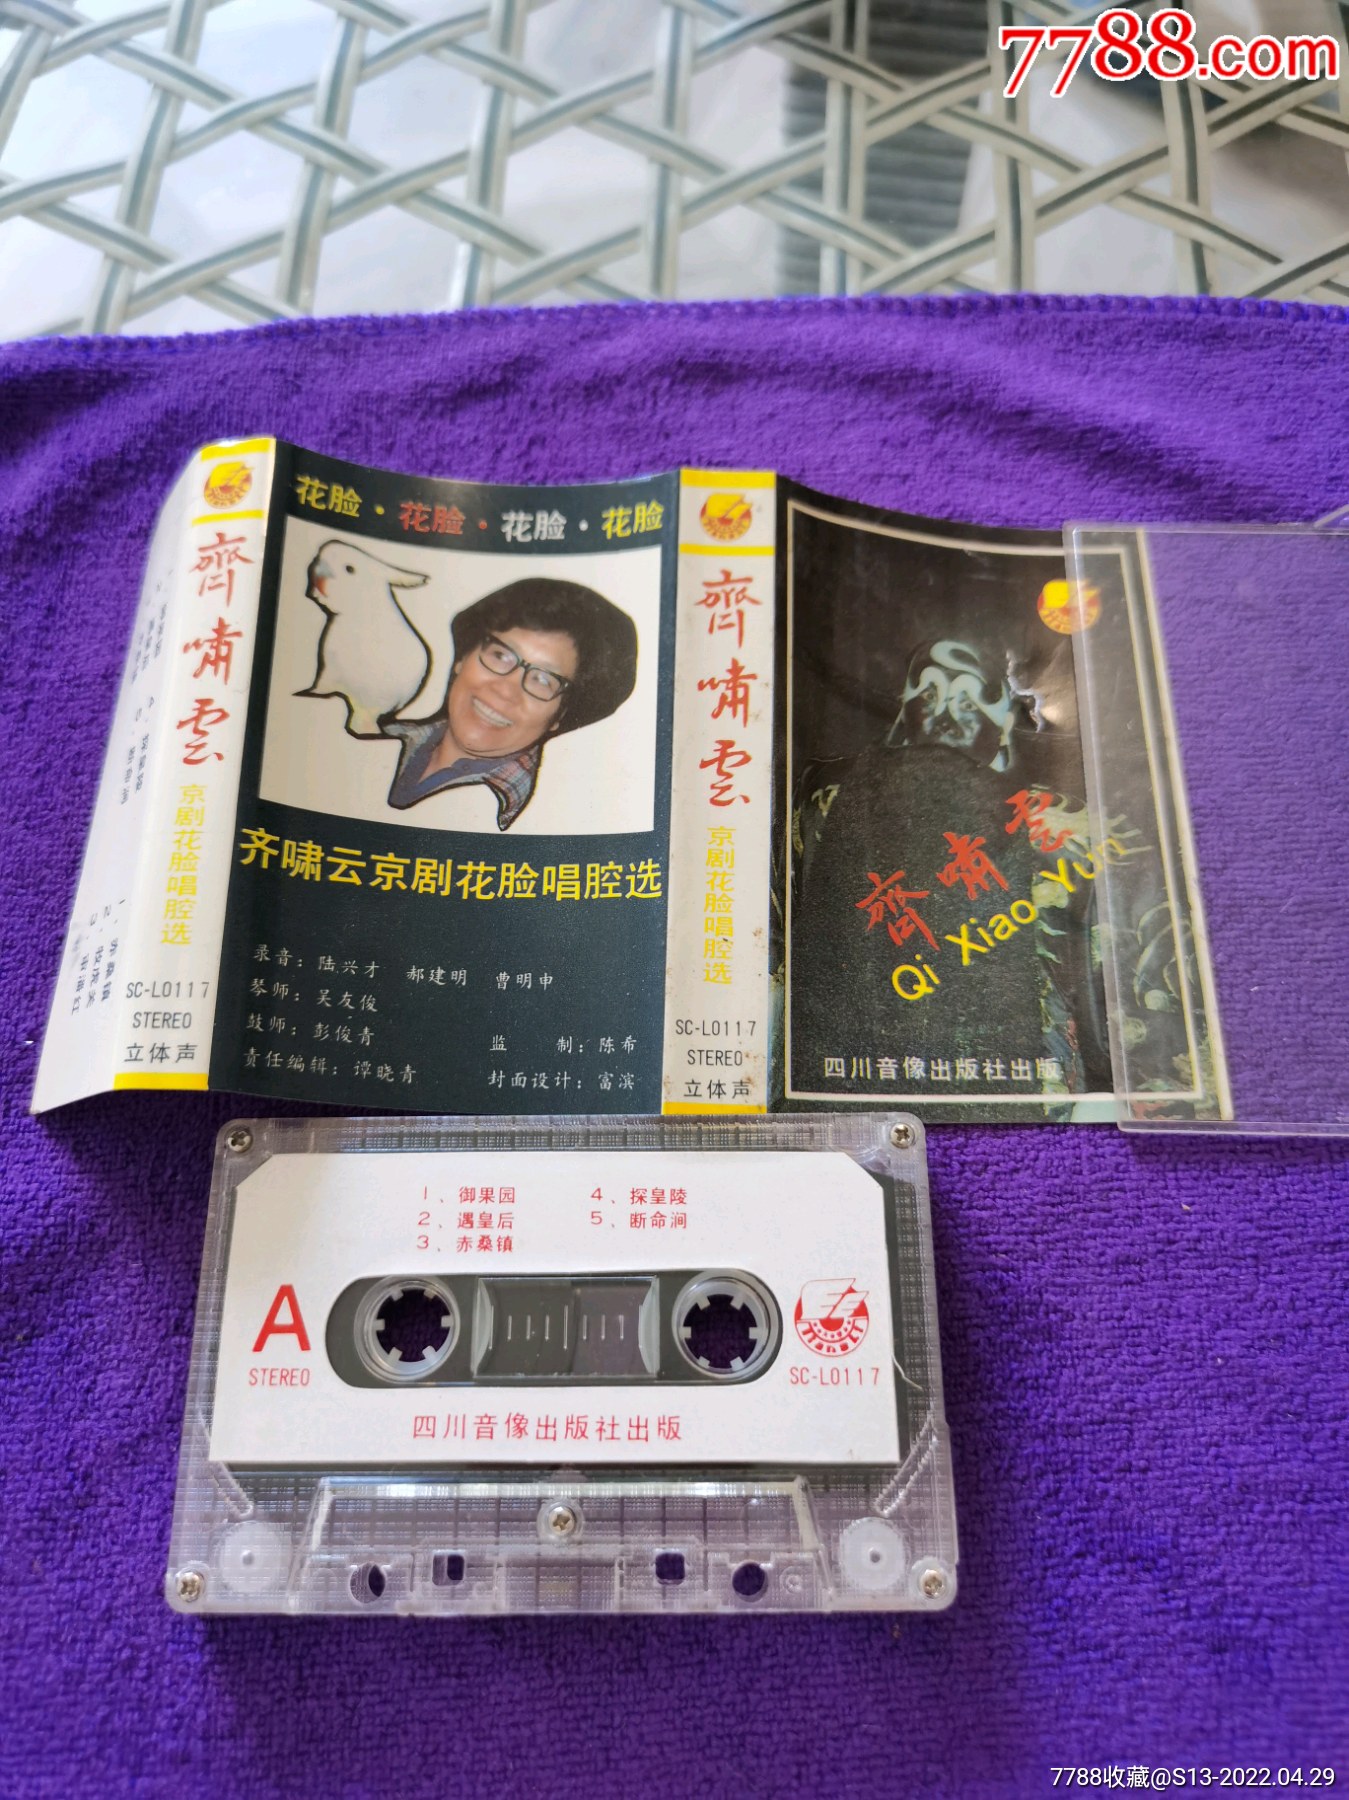 7788.com
齊嘯雲
京剧花脸唱腔选
SC-L0117
STEREO
立体声
花脸·花脸·花脸·花脸
齐啸云京剧花脸唱腔选
录音：陆兴才 郝建明 曹明申
琴师：吴友俊
鼓师：彭俊青
监 制：陈希
责任编辑：谭晓青
封面设计：富滨
齊嘯雲
京剧花脸唱腔选
SC-L0117
STEREO
立体声
齊嘯雲
Qi Xiao Yun
四川音像出版社出版
1、御果园
2、遇皇后
3、赤桑镇
4、探皇陵
5、断命涧
A
STEREO
SC-L0117
四川音像出版社出版
7788收藏@S13-2022.04.29